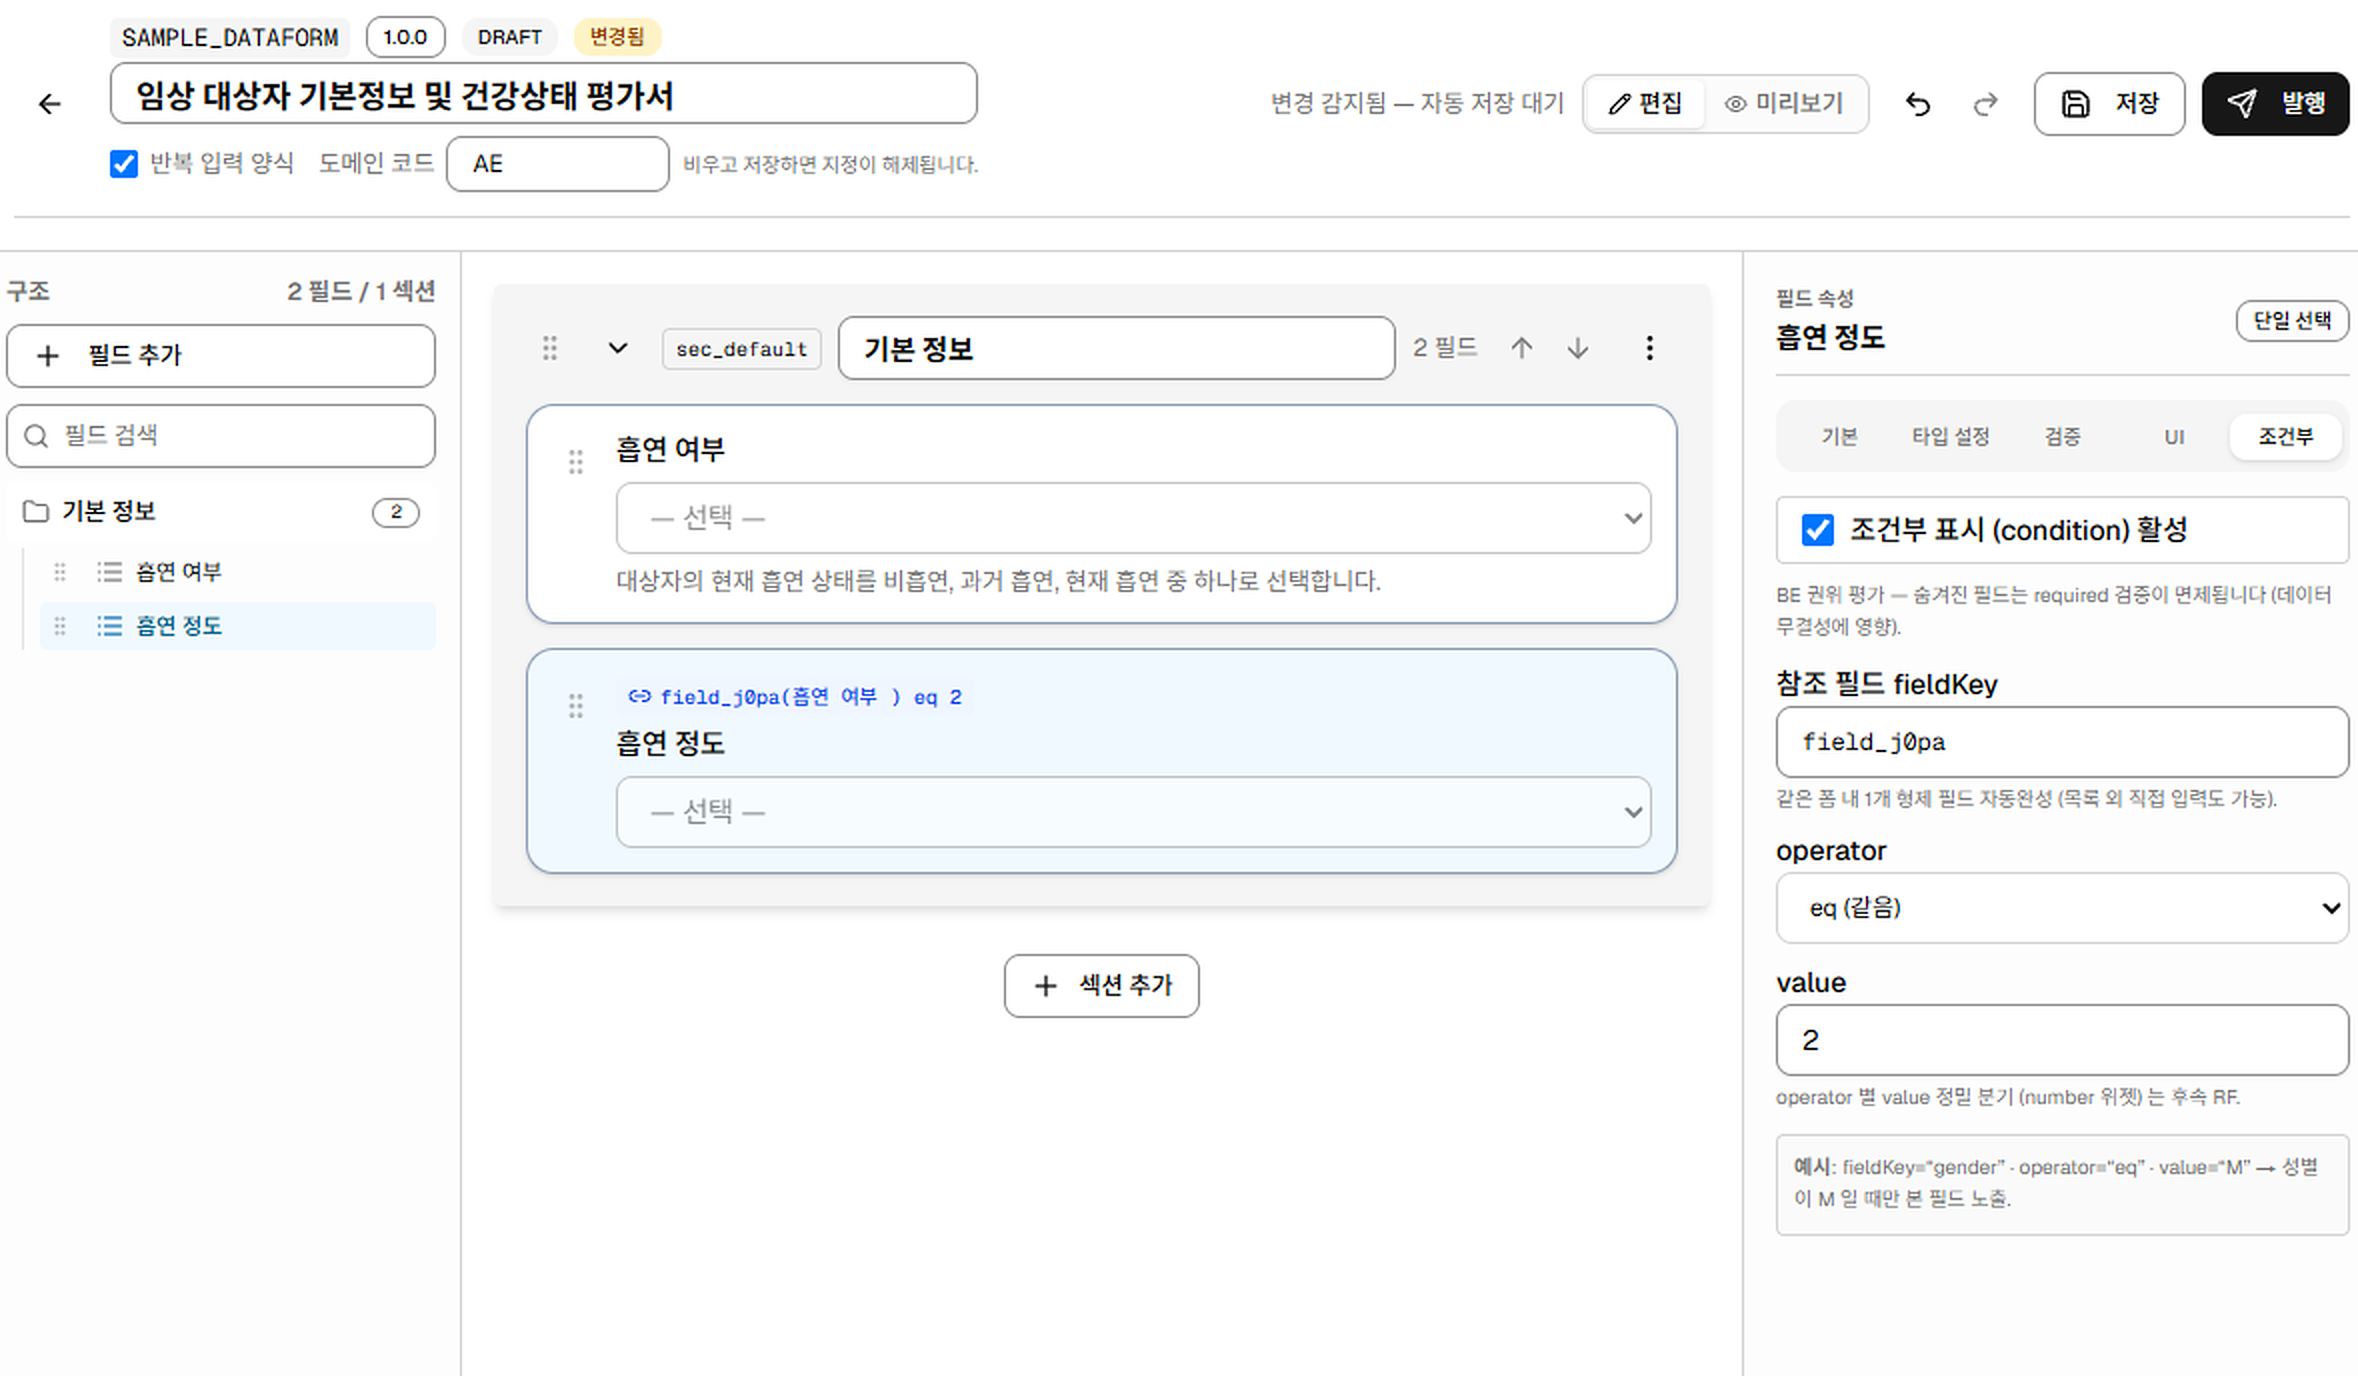 SAMPLE_DATAFORM 1.0.0 DRAFT 변경됨
임상 대상자 기본정보 및 건강상태 평가서
반복 입력 양식 도메인 코드 AE 비우고 저장하면 지정이 해제됩니다.
변경 감지됨 — 자동 저장 대기 편집 미리보기 저장 발행
구조 2 필드 / 1 섹션
필드 추가
필드 검색
기본 정보 2
흡연 여부
흡연 정도
sec_default 기본 정보 2 필드
흡연 여부
— 선택 —
대상자의 현재 흡연 상태를 비흡연, 과거 흡연, 현재 흡연 중 하나로 선택합니다.
field_j0pa(흡연 여부 ) eq 2
흡연 정도
— 선택 —
섹션 추가
필드 속성
흡연 정도 단일 선택
기본 타입 설정 검증 UI 조건부
조건부 표시 (condition) 활성
BE 권위 평가 — 숨겨진 필드는 required 검증이 면제됩니다 (데이터
무결성에 영향).
참조 필드 fieldKey
field_j0pa
같은 폼 내 1개 형제 필드 자동완성 (목록 외 직접 입력도 가능).
operator
eq (같음)
value
2
operator 별 value 정밀 분기 (number 위젯) 는 후속 RF.
예시: fieldKey="gender" · operator="eq" · value="M" → 성별
이 M 일 때만 본 필드 노출.